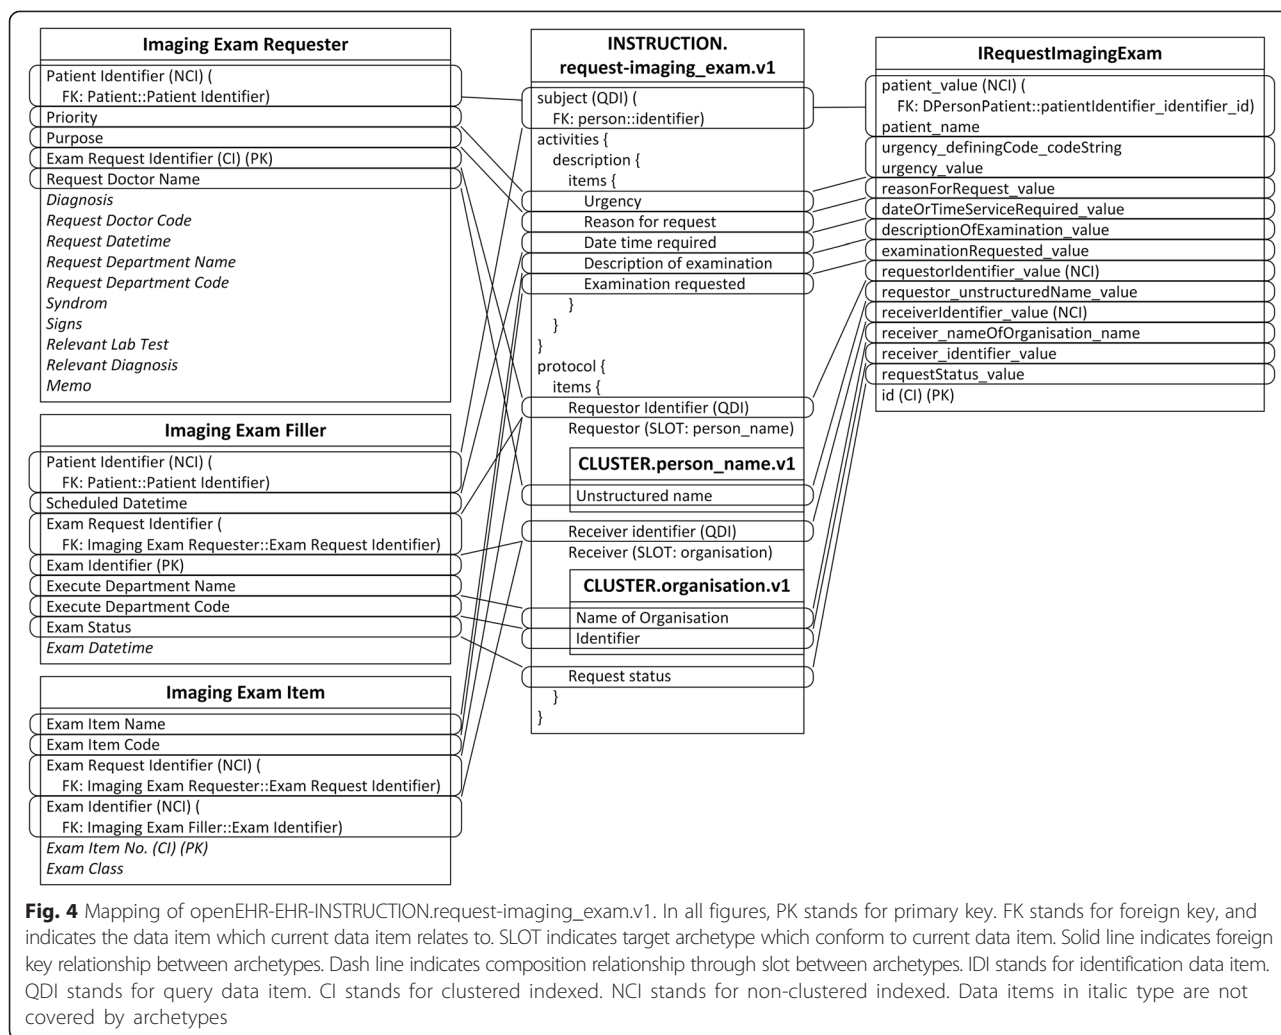 Imaging Exam Requester
Patient Identifier (NCI) (
FK: Patient::Patient Identifier)
Priority
Purpose
Exam Request Identifier (CI) (PK)
Request Doctor Name
Diagnosis
Request Doctor Code
Request Datetime
Request Department Name
Request Department Code
Syndrom
Signs
Relevant Lab Test
Relevant Diagnosis
Memo
Imaging Exam Filler
Patient Identifier (NCI) (
FK: Patient::Patient Identifier)
Scheduled Datetime
Exam Request Identifier (
FK: Imaging Exam Requester::Exam Request Identifier)
Exam Identifier (PK)
Execute Department Name
Execute Department Code
Exam Status
Exam Datetime
Imaging Exam Item
Exam Item Name
Exam Item Code
Exam Request Identifier (NCI) (
FK: Imaging Exam Requester::Exam Request Identifier)
Exam Identifier (NCI) (
FK: Imaging Exam Filler::Exam Identifier)
Exam Item No. (CI) (PK)
Exam Class
INSTRUCTION.
request-imaging_exam.v1
subject (QDI) (
FK: person::identifier)
activities {
description {
items {
Urgency
Reason for request
Date time required
Description of examination
Examination requested
}
}
}
protocol {
items {
Requestor Identifier (QDI)
Requestor (SLOT: person_name)
CLUSTER.person_name.v1
Unstructured name
Receiver identifier (QDI)
Receiver (SLOT: organisation)
CLUSTER.organisation.v1
Name of Organisation
Identifier
Request status
}
}
IRequestImagingExam
patient_value (NCI) (
FK: DPersonPatient::patientIdentifier_identifier_id)
patient_name
urgency_definingCode_codeString
urgency_value
reasonForRequest_value
dateOrTimeServiceRequired_value
descriptionOfExamination_value
examinationRequested_value
requestorIdentifier_value (NCI)
requestor_unstructuredName_value
receiverIdentifier_value (NCI)
receiver_nameOfOrganisation_name
receiver_identifier_value
requestStatus_value
id (CI) (PK)
Fig. 4 Mapping of openEHR-EHR-INSTRUCTION.request-imaging_exam.v1. In all figures, PK stands for primary key. FK stands for foreign key, and
indicates the data item which current data item relates to. SLOT indicates target archetype which conform to current data item. Solid line indicates foreign
key relationship between archetypes. Dash line indicates composition relationship through slot between archetypes. IDI stands for identification data item.
QDI stands for query data item. CI stands for clustered indexed. NCI stands for non-clustered indexed. Data items in italic type are not
covered by archetypes